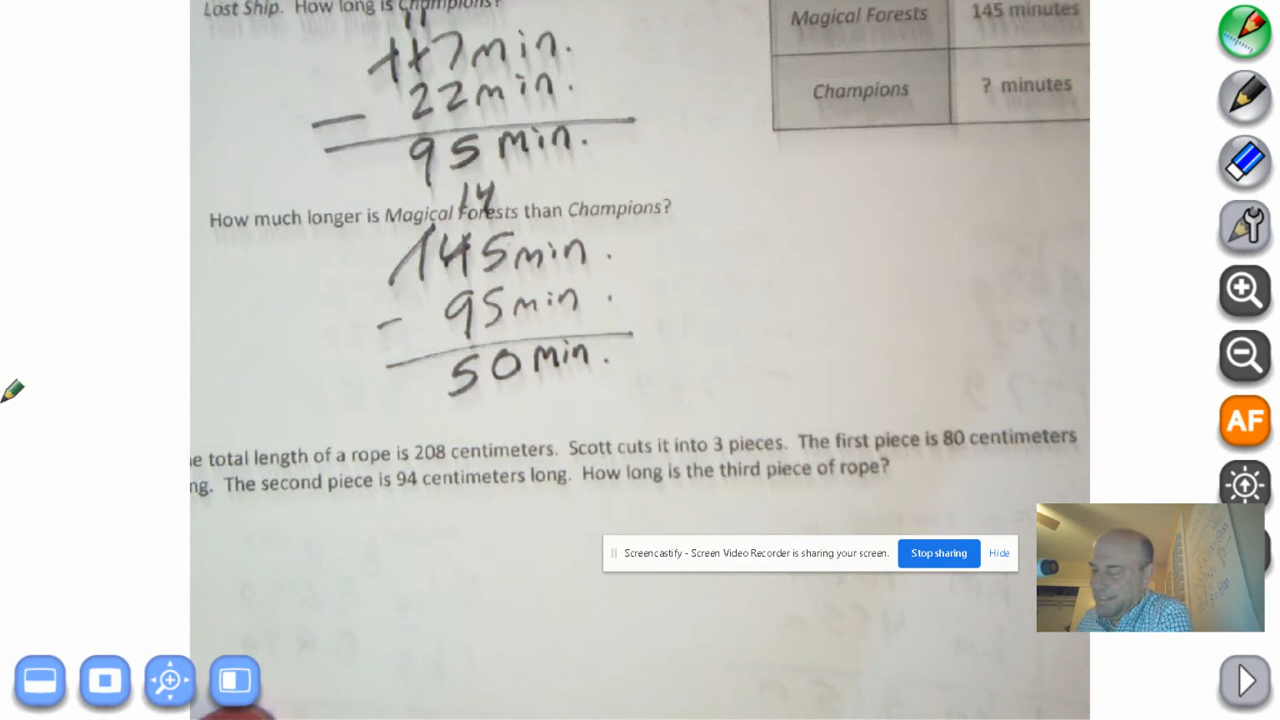 Lost Ship. How long is Champions?
11
117 min.
- 22 min.
95 min.
Magical Forests 145 minutes
Champions ? minutes
How much longer is Magical Forests than Champions?
14
145 min.
- 95 min.
50 min.
e total length of a rope is 208 centimeters. Scott cuts it into 3 pieces. The first piece is 80 centimeters
ng. The second piece is 94 centimeters long. How long is the third piece of rope?
Screencastify - Screen Video Recorder is sharing your screen. Stop sharing Hide
AF